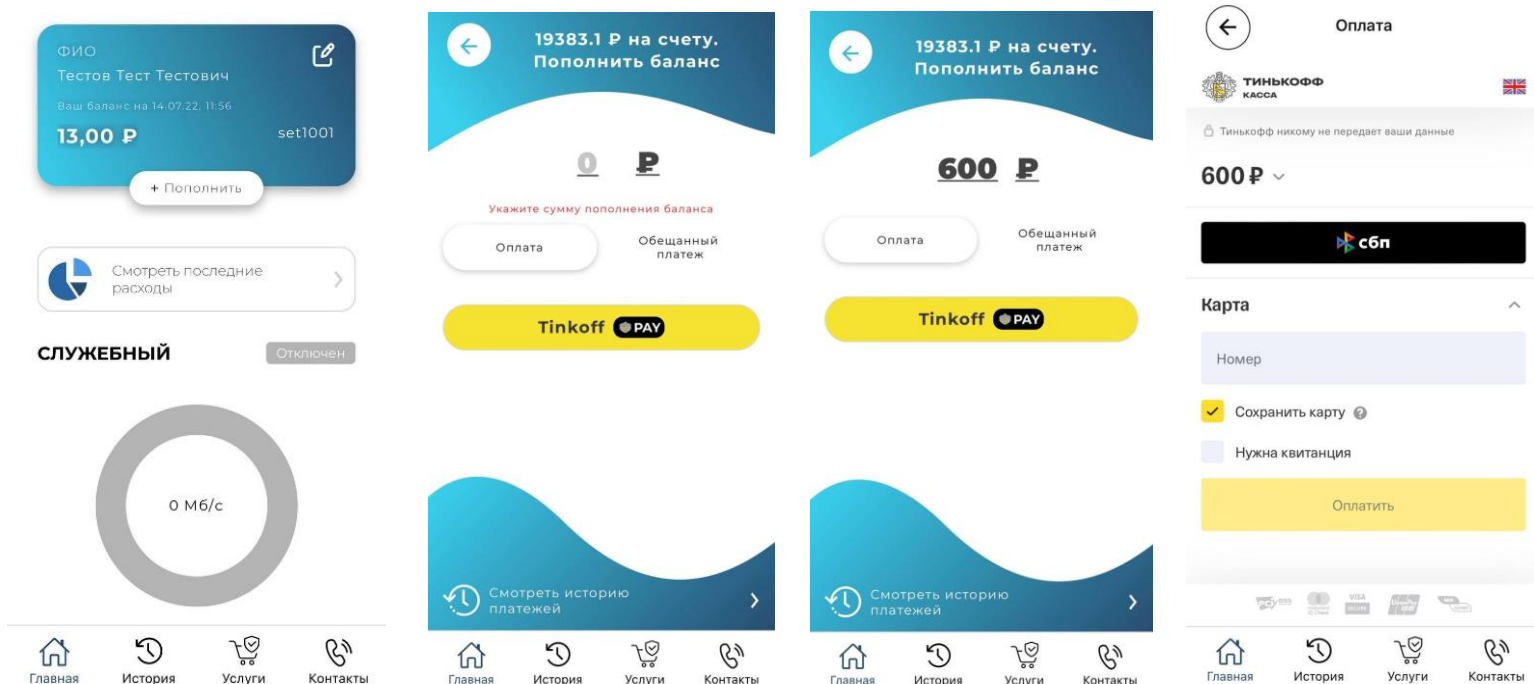 ФИО
Тестов Тест Тестович
Ваш баланс на 14.07.22, 11:56
13,00 ₽
set1001
+ Пополнить
Смотреть последние
расходы
СЛУЖЕБНЫЙ
Отключен
0 Мб/с
Главная
История
Услуги
Контакты
19383.1 ₽ на счету.
Пополнить баланс
0 ₽
Укажите сумму пополнения баланса
Оплата
Обещанный
платеж
Tinkoff PAY
Смотреть историю
платежей
Главная
История
Услуги
Контакты
19383.1 ₽ на счету.
Пополнить баланс
600 ₽
Оплата
Обещанный
платеж
Tinkoff PAY
Смотреть историю
платежей
Главная
История
Услуги
Контакты
Оплата
ТИНЬКОФФ
КАССА
Тинькофф никому не передает ваши данные
600 ₽
сбп
Карта
Номер
Сохранить карту
Нужна квитанция
Оплатить
PCI DSS
VISA
Главная
История
Услуги
Контакты